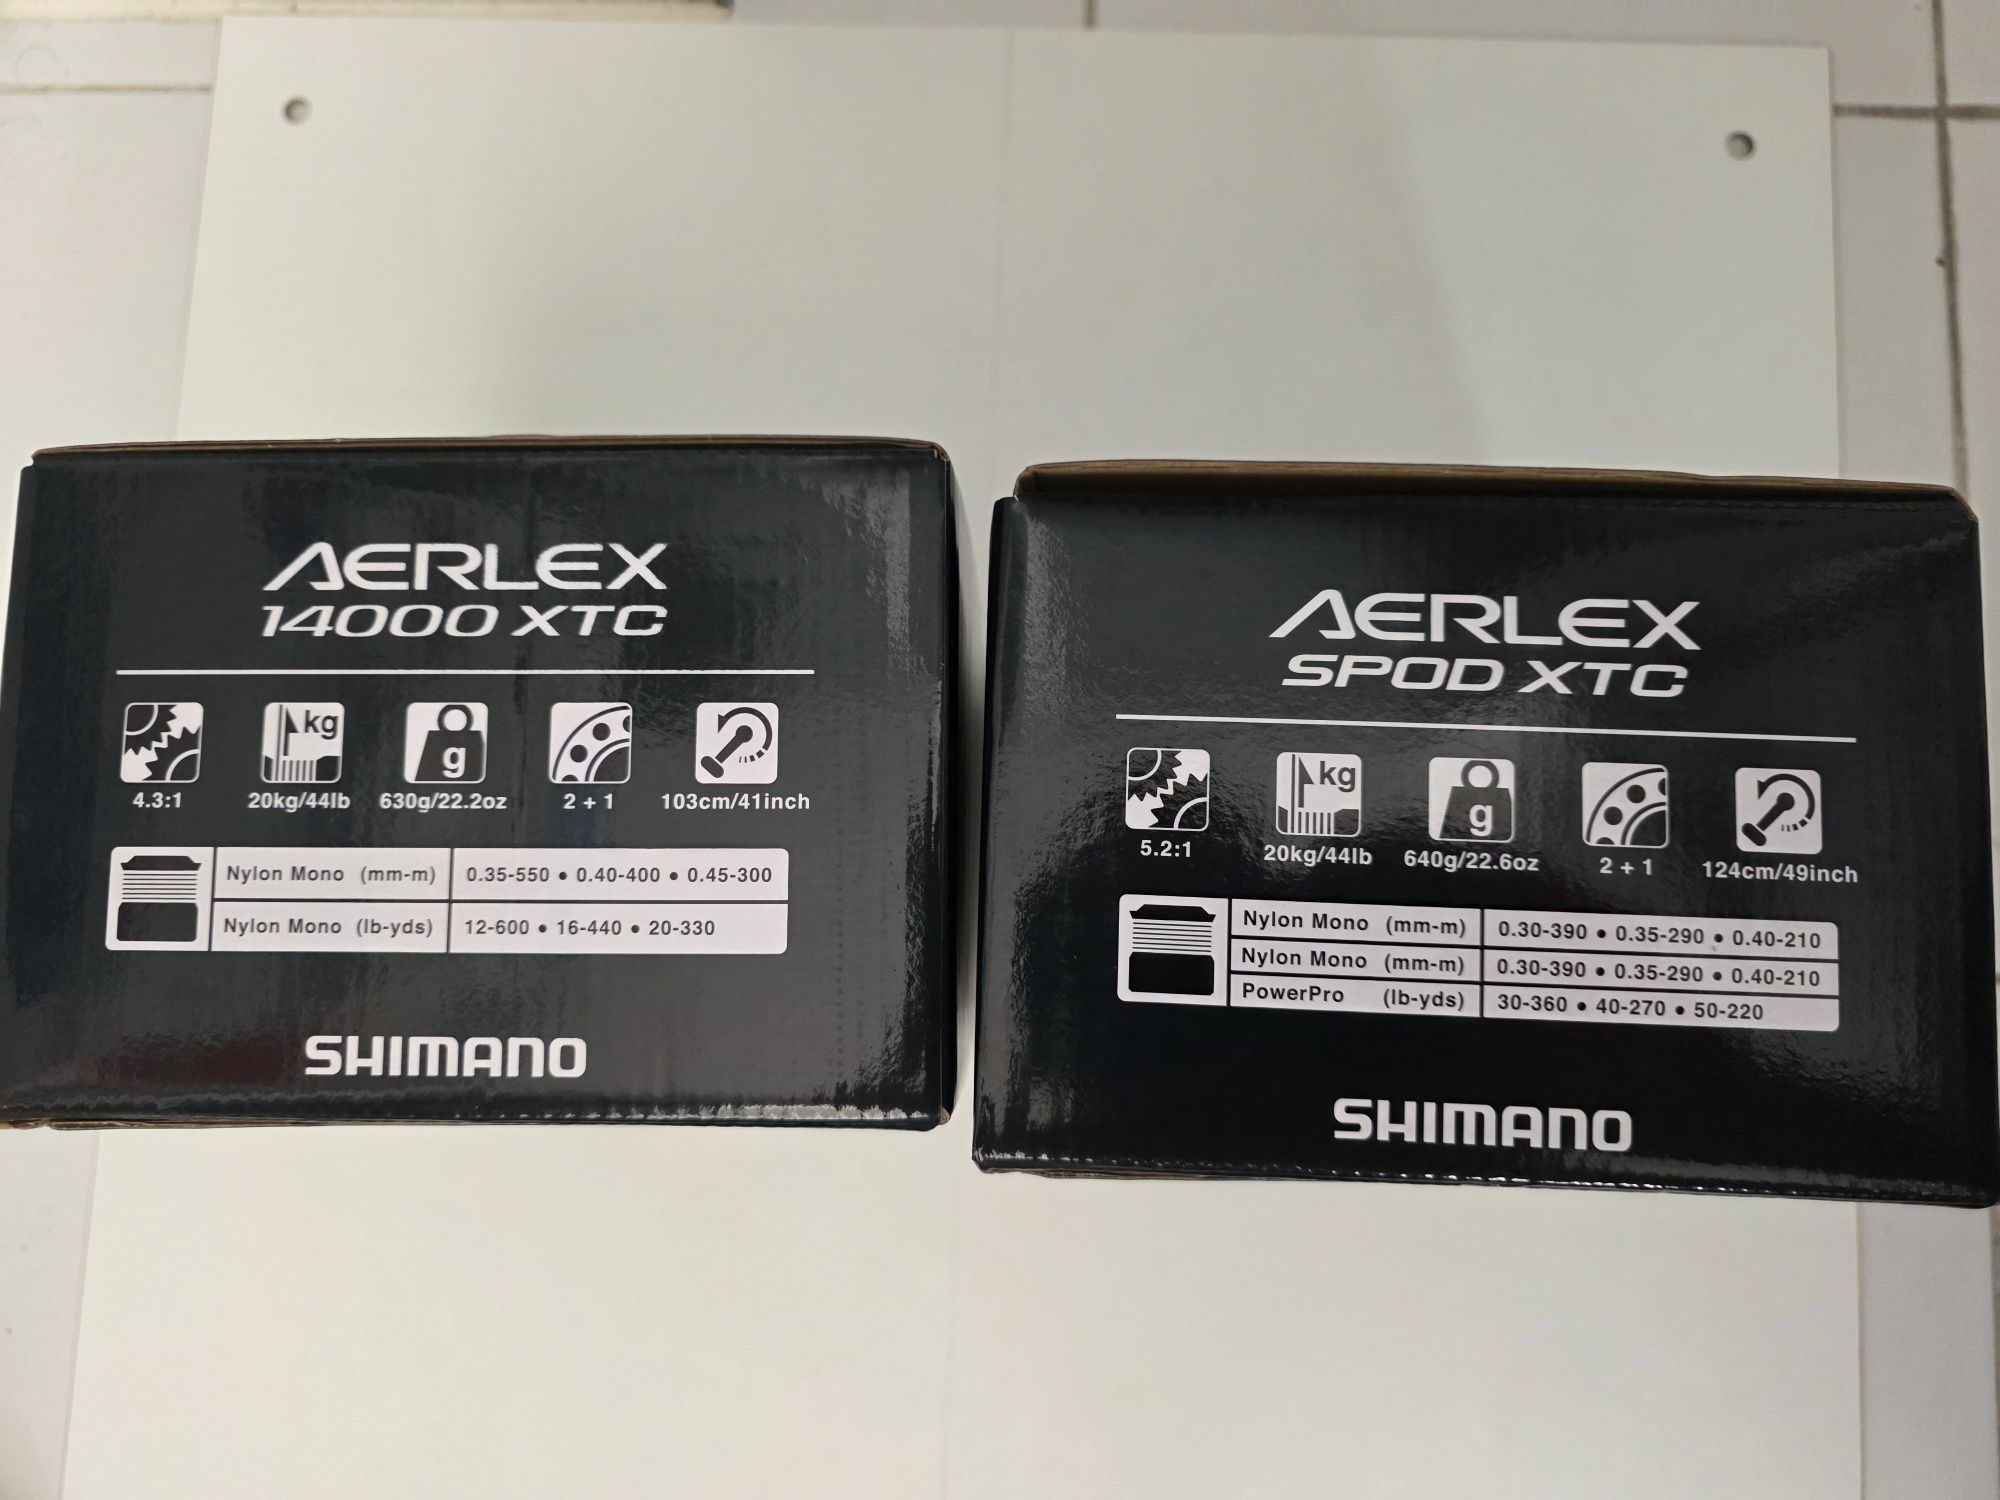 AERLEX
14000 XTC
kg
g
4.3:1 20kg/44lb 630g/22.2oz 2 + 1 103cm/41inch
Nylon Mono (mm-m) 0.35-550 • 0.40-400 • 0.45-300
Nylon Mono (lb-yds) 12-600 • 16-440 • 20-330
SHIMANO
AERLEX
SPOD XTC
kg
g
5.2:1 20kg/44lb 640g/22.6oz 2 + 1 124cm/49inch
Nylon Mono (mm-m) 0.30-390 • 0.35-290 • 0.40-210
Nylon Mono (mm-m) 0.30-390 • 0.35-290 • 0.40-210
PowerPro (lb-yds) 30-360 • 40-270 • 50-220
SHIMANO